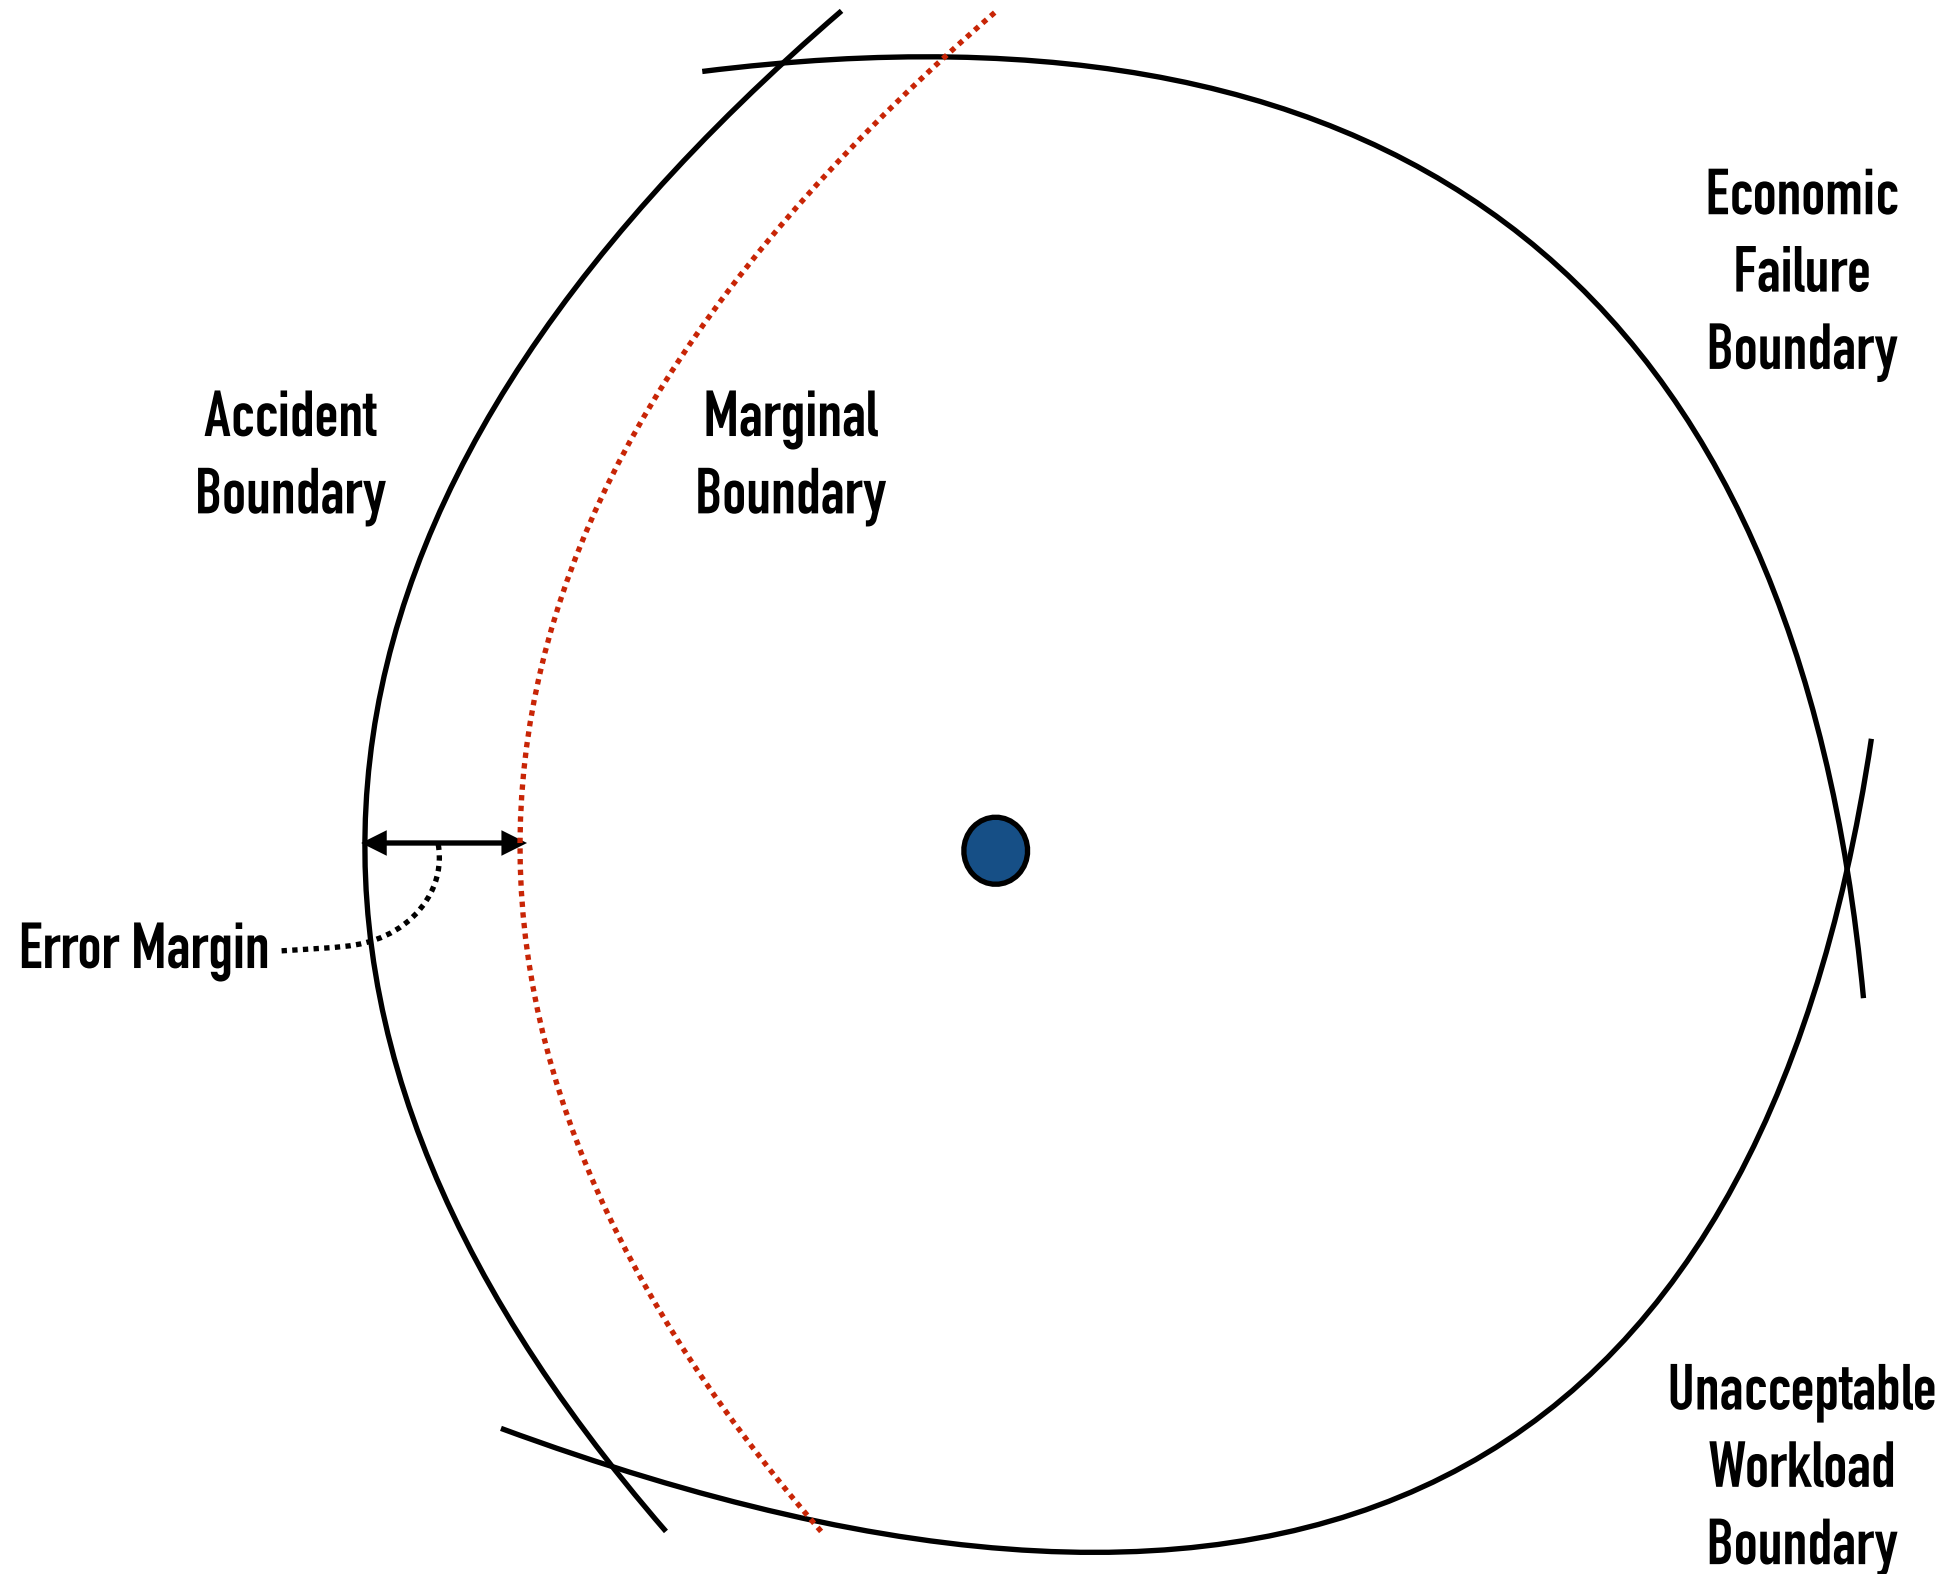 Economic
Failure
Boundary
Accident
Boundary
Marginal
Boundary
Error Margin
Unacceptable
Workload
Boundary